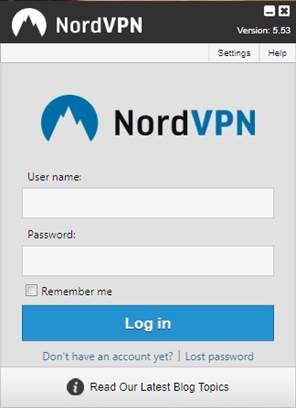 NordVPN
Version: 5.53
Settings Help
NordVPN
User name:
Password:
Remember me
Log in
Don't have an account yet? | Lost password
Read Our Latest Blog Topics